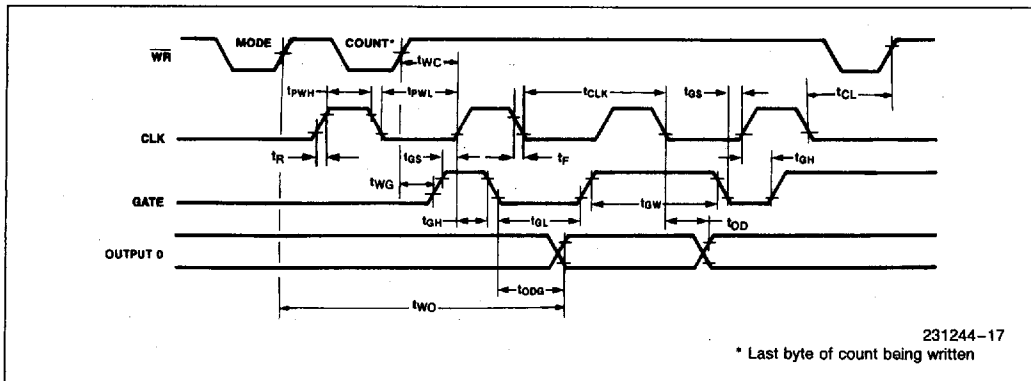 WR MODE COUNT*
tWC
tPWH tPWL tCLK tGS tCL
CLK
tR tGS tF tGH
tWG
GATE
tGH tGL tGW tOD
OUTPUT O
tODG
tWO
231244-17
* Last byte of count being written